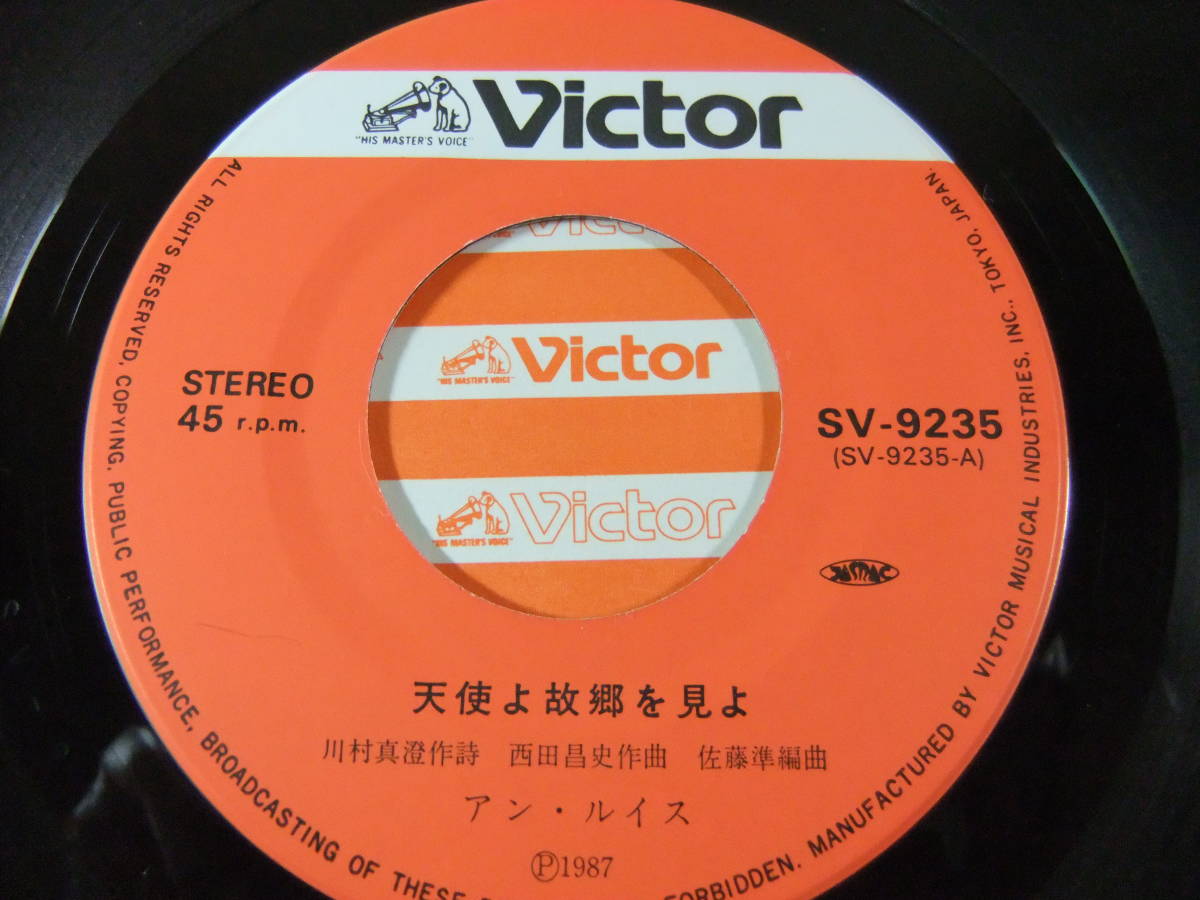 "HIS MASTER'S VOICE" Victor
Victor
"HIS MASTER'S VOICE" Victor
"HIS MASTER'S VOICE" Victor
STEREO
45 r.p.m.
SV-9235
(SV-9235-A)
JASRAC
天使よ故郷を見よ
川村真澄作詩 西田昌史作曲 佐藤準編曲
アン・ルイス
Ⓟ1987
ALL RIGHTS RESERVED, COPYING, PUBLIC PERFORMANCE, BROADCASTING OF THESE FORBIDDEN. MANUFACTURED BY VICTOR MUSICAL INDUSTRIES, INC., TOKYO, JAPAN.